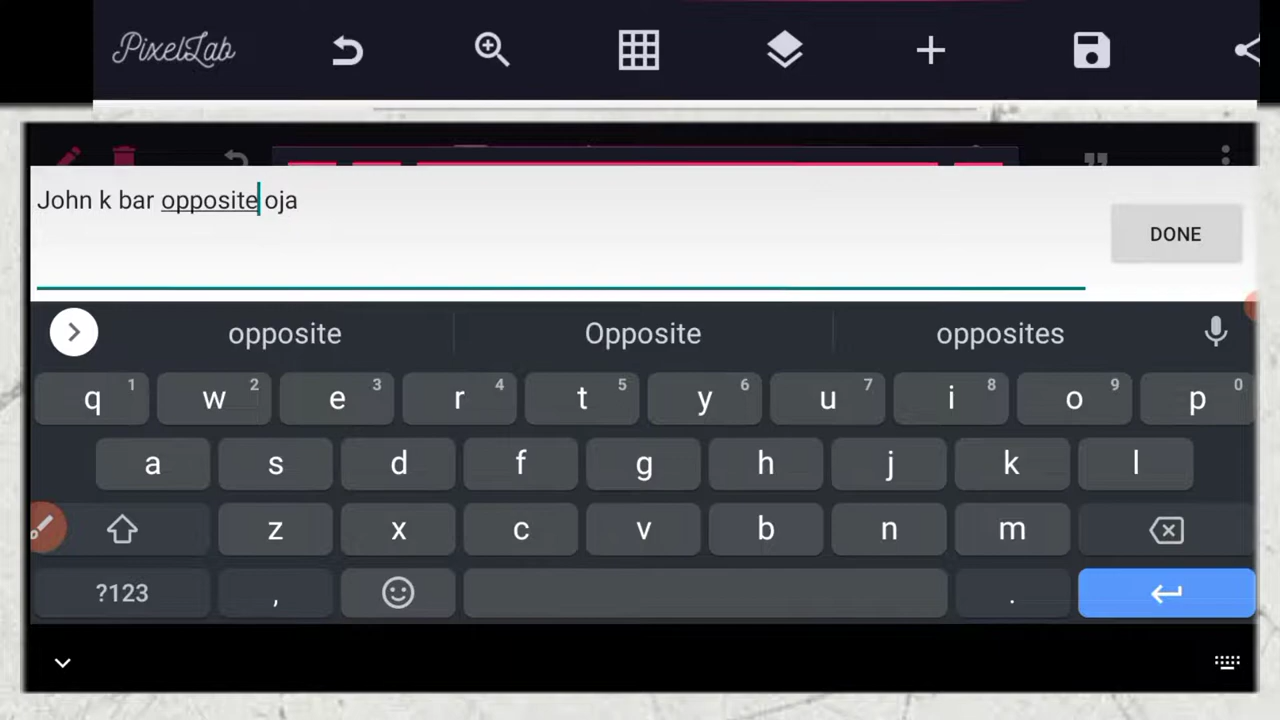 PixelLab
John k bar opposite oja
DONE
opposite Opposite opposites
q 1 w 2 e 3 r 4 t 5 y 6 u 7 i 8 o 9 p 0
a s d f g h j k l
z x c v b n m
?123 , .